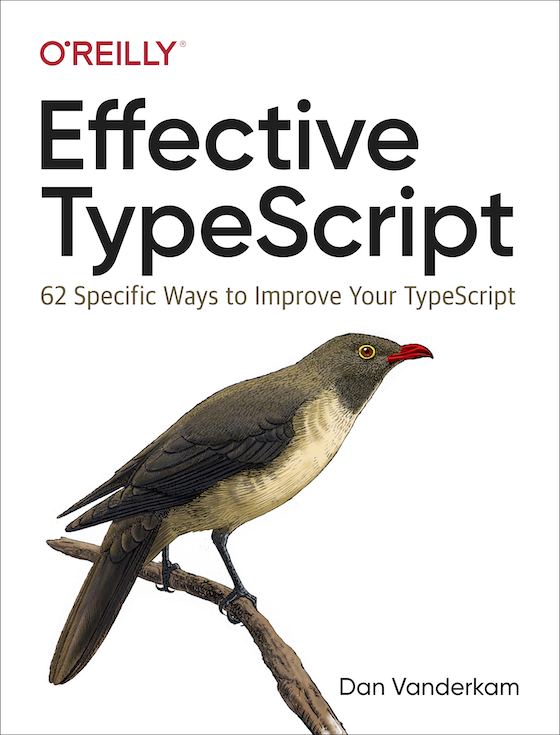 O'REILLY®
Effective
TypeScript
62 Specific Ways to Improve Your TypeScript
Dan Vanderkam